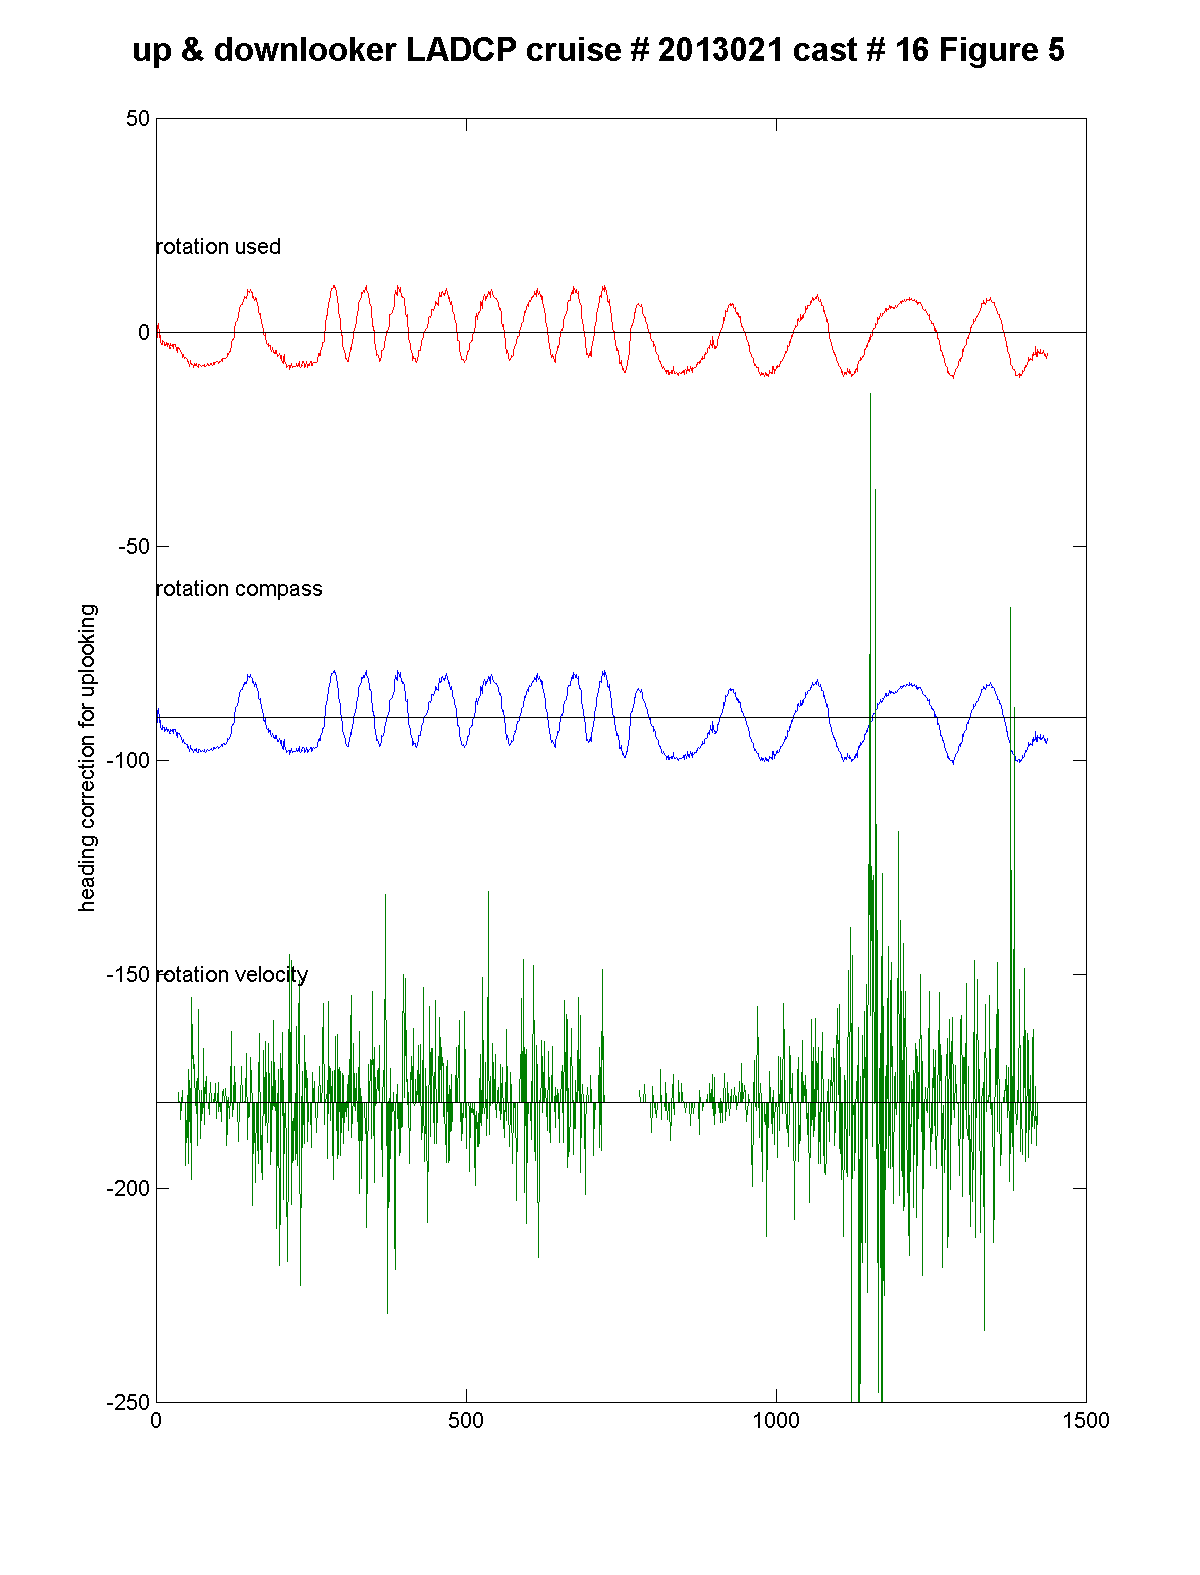 up & downlooker LADCP cruise # 2013021 cast # 16 Figure 5
50
rotation used
0
-50
rotation compass
heading correction for uplooking
-100
-150
rotation velocity
-200
-250
0 500 1000 1500